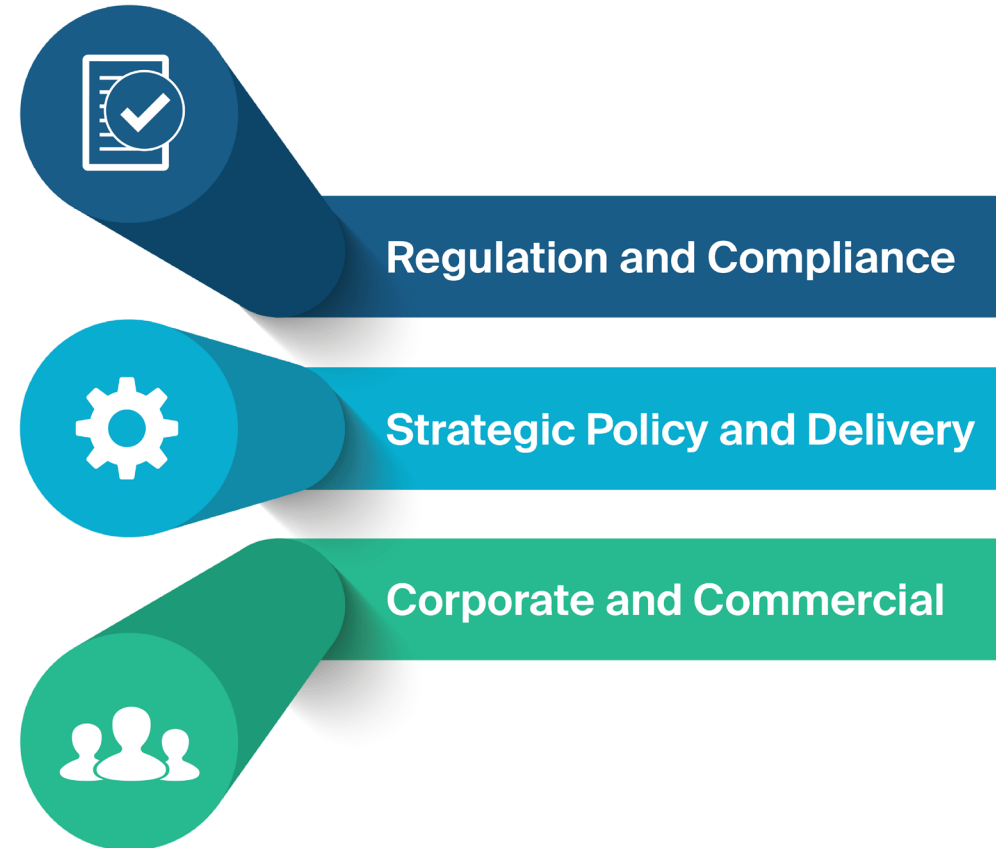 Regulation and Compliance
Strategic Policy and Delivery
Corporate and Commercial